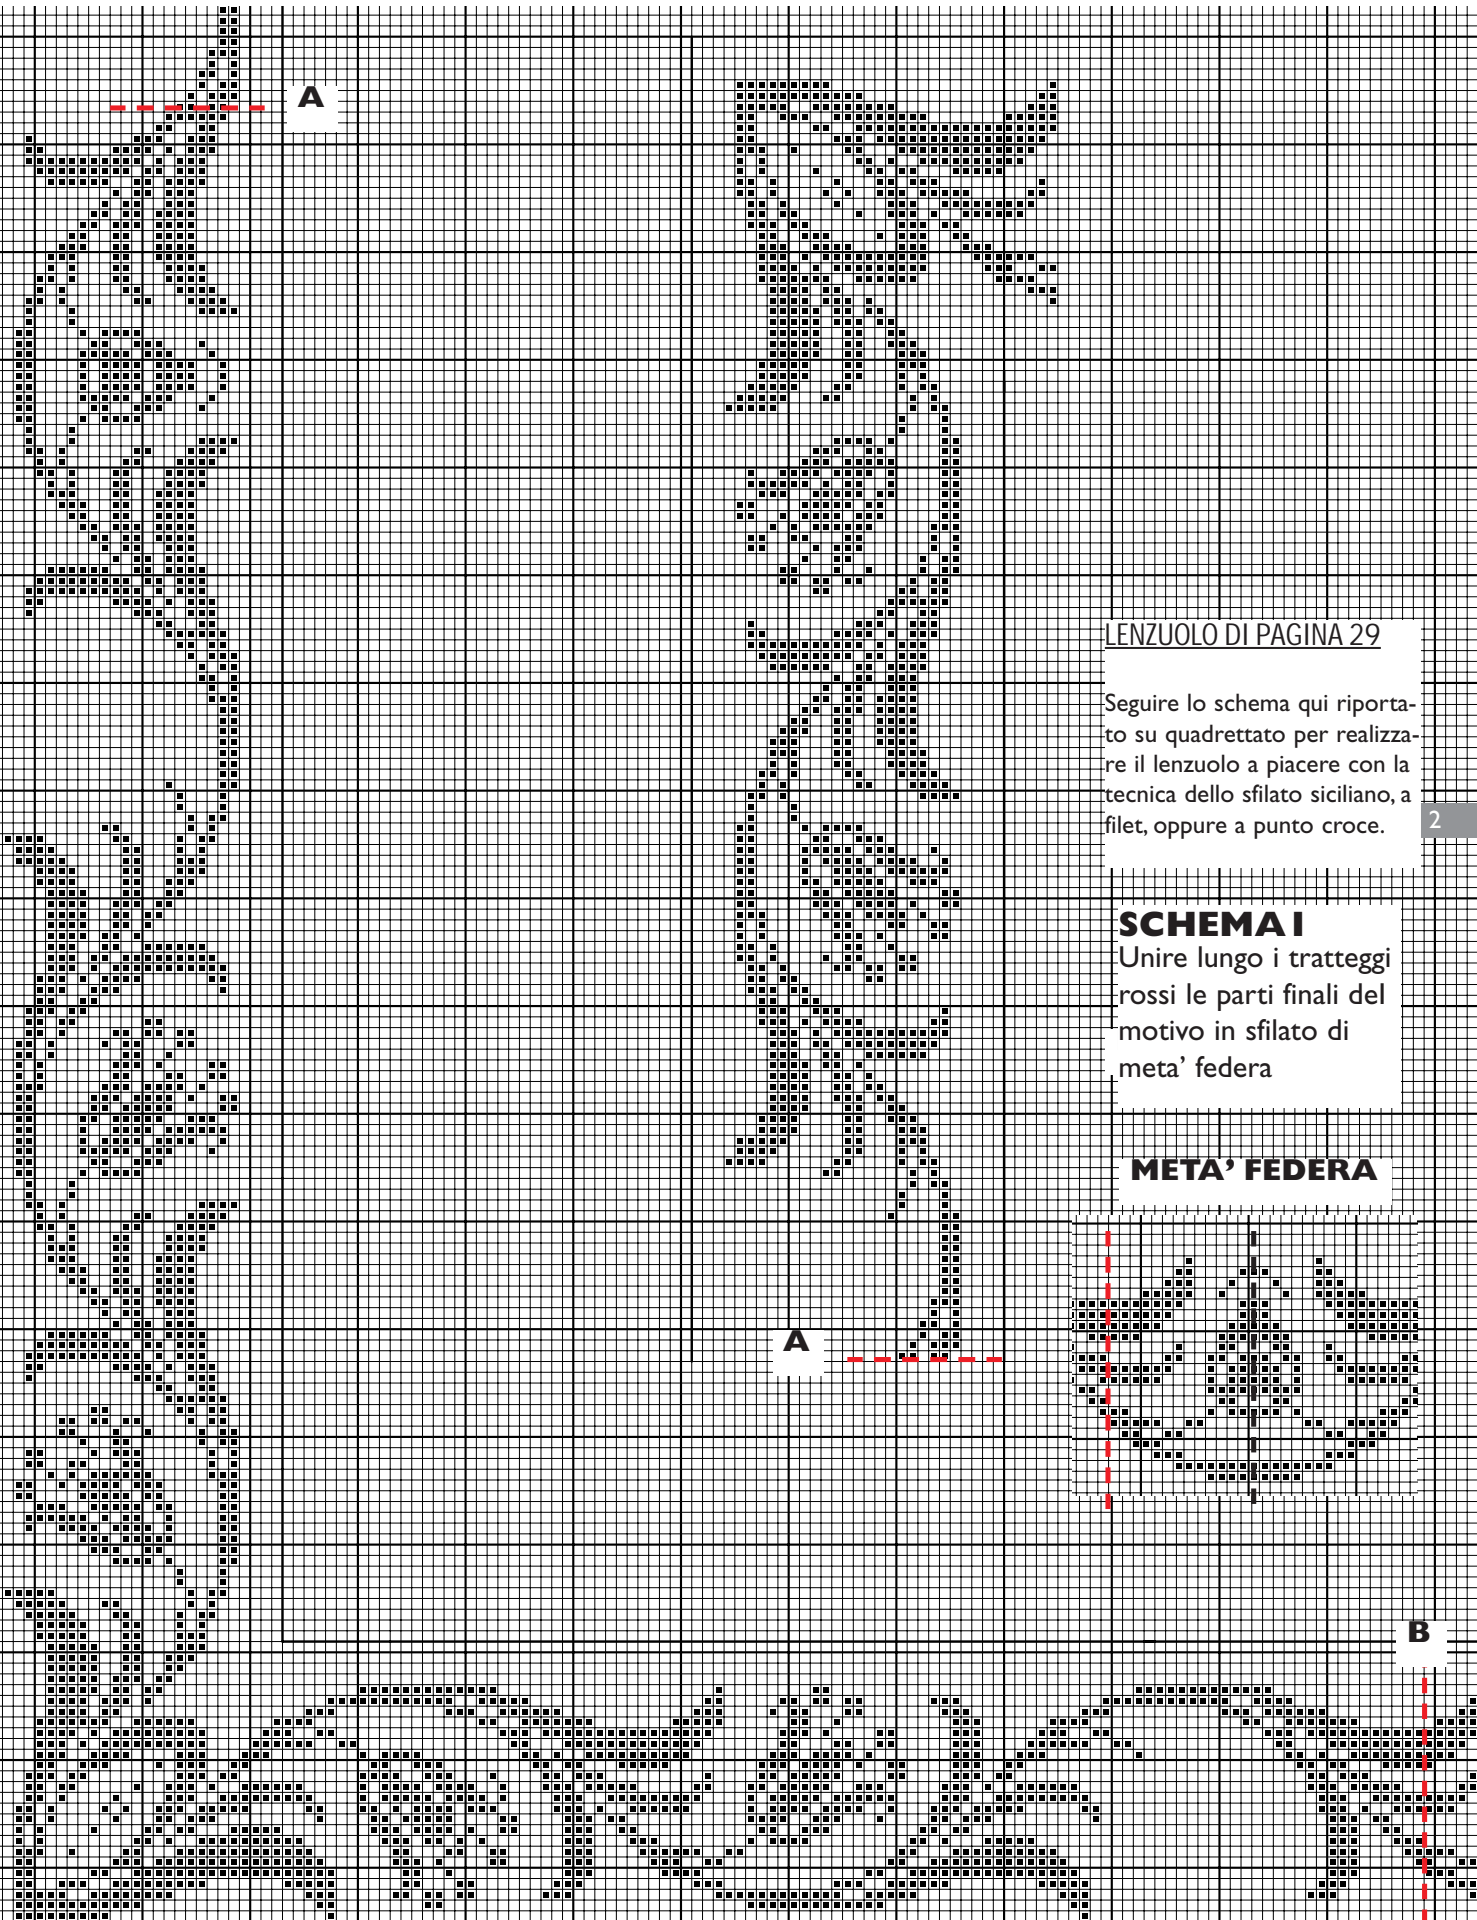 A
LENZUOLO DI PAGINA 29
Seguire lo schema qui riporta-
to su quadrettato per realizza-
re il lenzuolo a piacere con la
tecnica dello sfilato siciliano, a
filet, oppure a punto croce.
2
SCHEMA I
Unire lungo i tratteggi
rossi le parti finali del
motivo in sfilato di
meta' federa
META' FEDERA
A
B